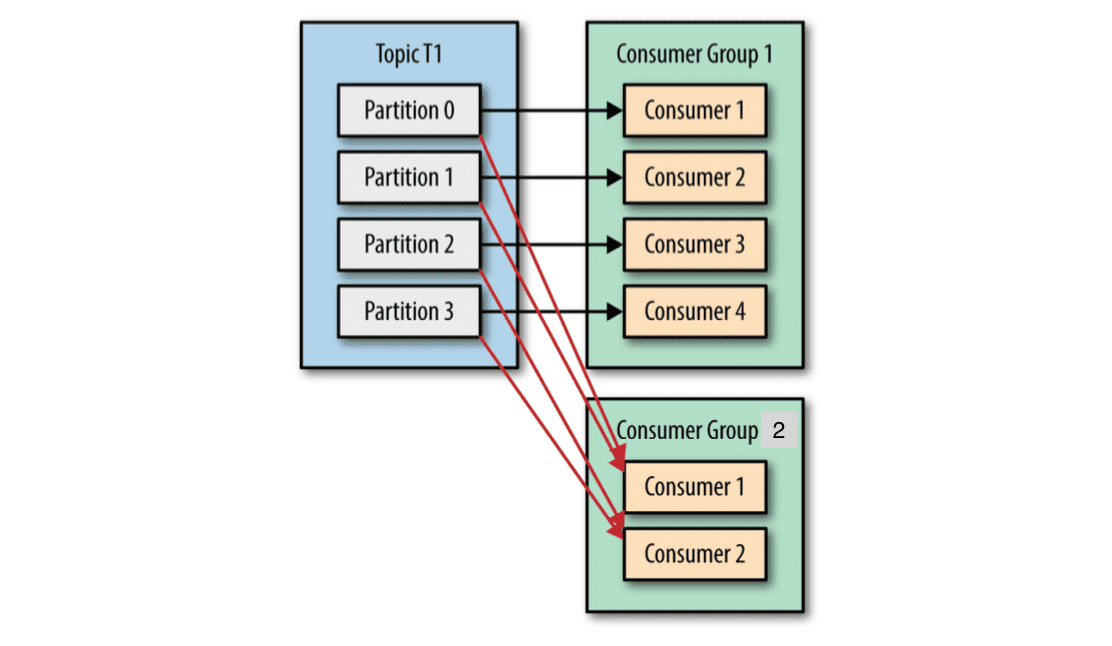 Topic T1
Partition 0
Partition 1
Partition 2
Partition 3
Consumer Group 1
Consumer 1
Consumer 2
Consumer 3
Consumer 4
Consumer Group 2
Consumer 1
Consumer 2